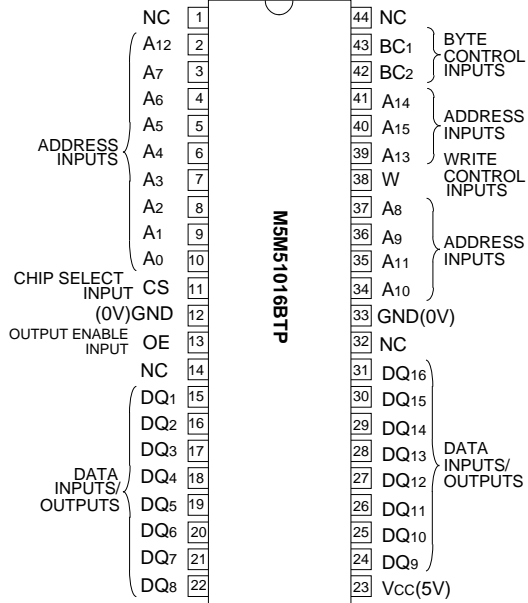 NC 1
A12 2
A7 3
A6 4
A5 5
A4 6
A3 7
A2 8
A1 9
A0 10
CS 11
(0V)GND 12
OE 13
NC 14
DQ1 15
DQ2 16
DQ3 17
DQ4 18
DQ5 19
DQ6 20
DQ7 21
DQ8 22
ADDRESS
INPUTS
CHIP SELECT
INPUT
OUTPUT ENABLE
INPUT
DATA
INPUTS/
OUTPUTS
M5M51016BTP
44 NC
43 BC1
42 BC2
41 A14
40 A15
39 A13
38 W
37 A8
36 A9
35 A11
34 A10
33 GND(0V)
32 NC
31 DQ16
30 DQ15
29 DQ14
28 DQ13
27 DQ12
26 DQ11
25 DQ10
24 DQ9
23 VCC(5V)
BYTE
CONTROL
INPUTS
ADDRESS
INPUTS
WRITE
CONTROL
INPUTS
ADDRESS
INPUTS
DATA
INPUTS/
OUTPUTS